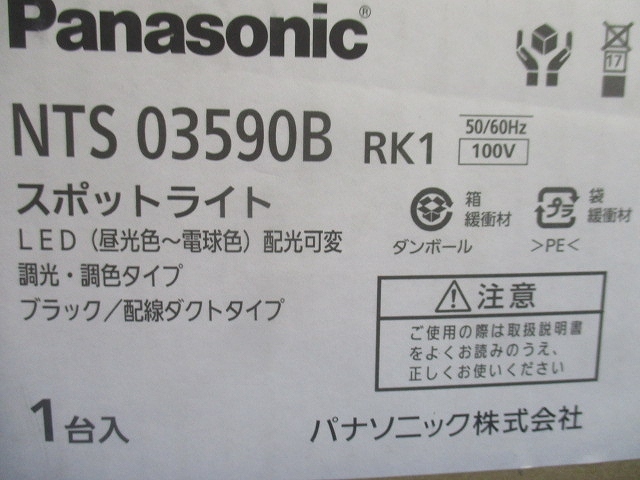 Panasonic®
17
NTS 03590B RK1 50/60Hz 100V
スポットライト
LED（昼光色～電球色）配光可変
調光・調色タイプ
ブラック／配線ダクトタイプ
箱
緩衝材
ダンボール
プラ
袋
緩衝材
>PE<
注意
ご使用の際は取扱説明書
をよくお読みのうえ、
正しくお使いください
1台入
パナソニック株式会社